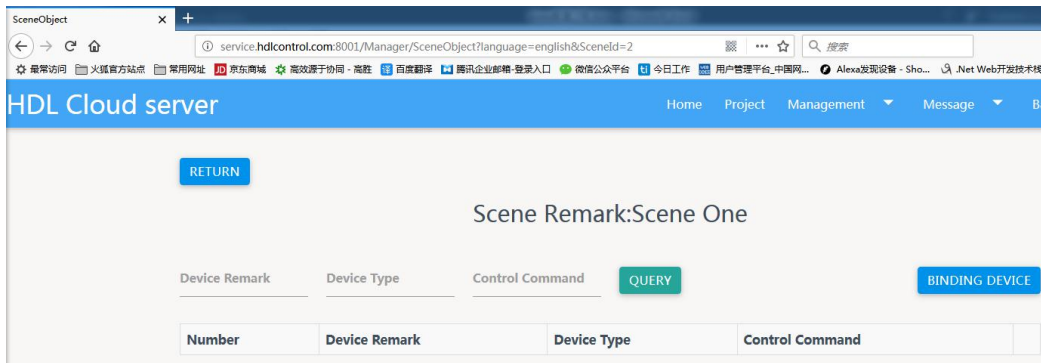 SceneObject
service.hdlcontrol.com:8001/Manager/SceneObject?language=english&SceneId=2
搜索
最常访问 火狐官方站点 常用网址 JD 京东商城 高效源于协同 - 高胜 译 百度翻译 腾讯企业邮箱-登录入口 微信公众平台 今日工作 用户管理平台_中国网... Alexa发现设备 - Sho... .Net Web开发技术栈
HDL Cloud server Home Project Management Message B
RETURN
Scene Remark:Scene One
Device Remark Device Type Control Command QUERY BINDING DEVICE
Number Device Remark Device Type Control Command